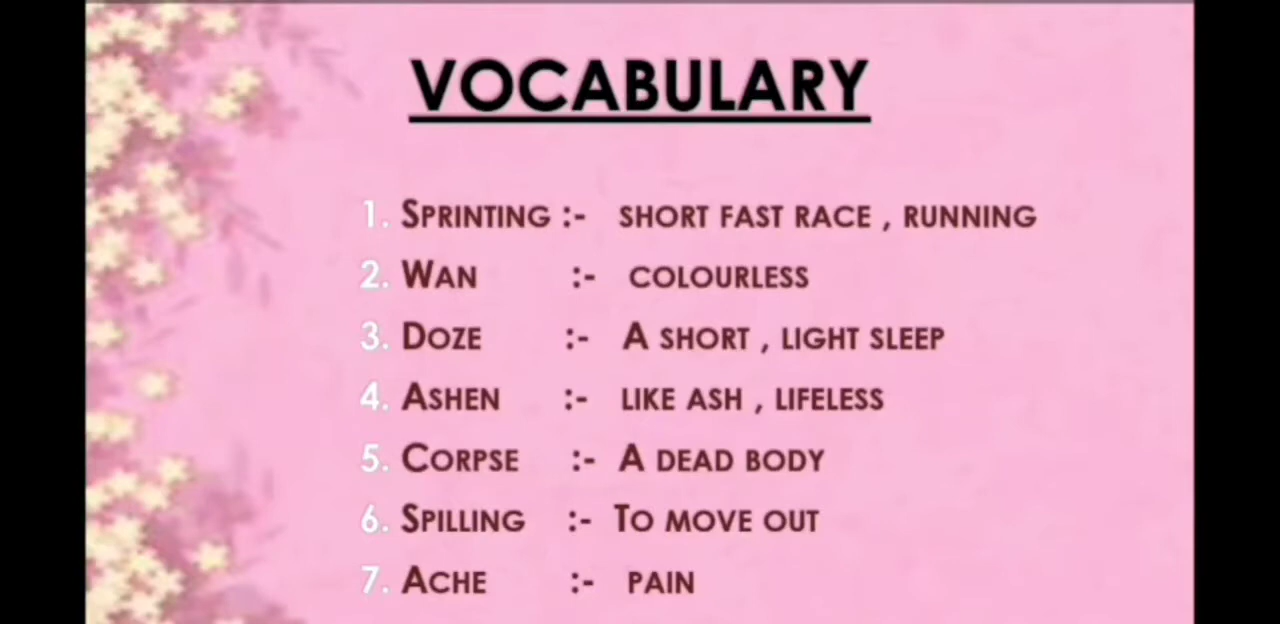 VOCABULARY
1. SPRINTING :- SHORT FAST RACE , RUNNING
2. WAN :- COLOURLESS
3. DOZE :- A SHORT , LIGHT SLEEP
4. ASHEN :- LIKE ASH , LIFELESS
5. CORPSE :- A DEAD BODY
6. SPILLING :- TO MOVE OUT
7. ACHE :- PAIN